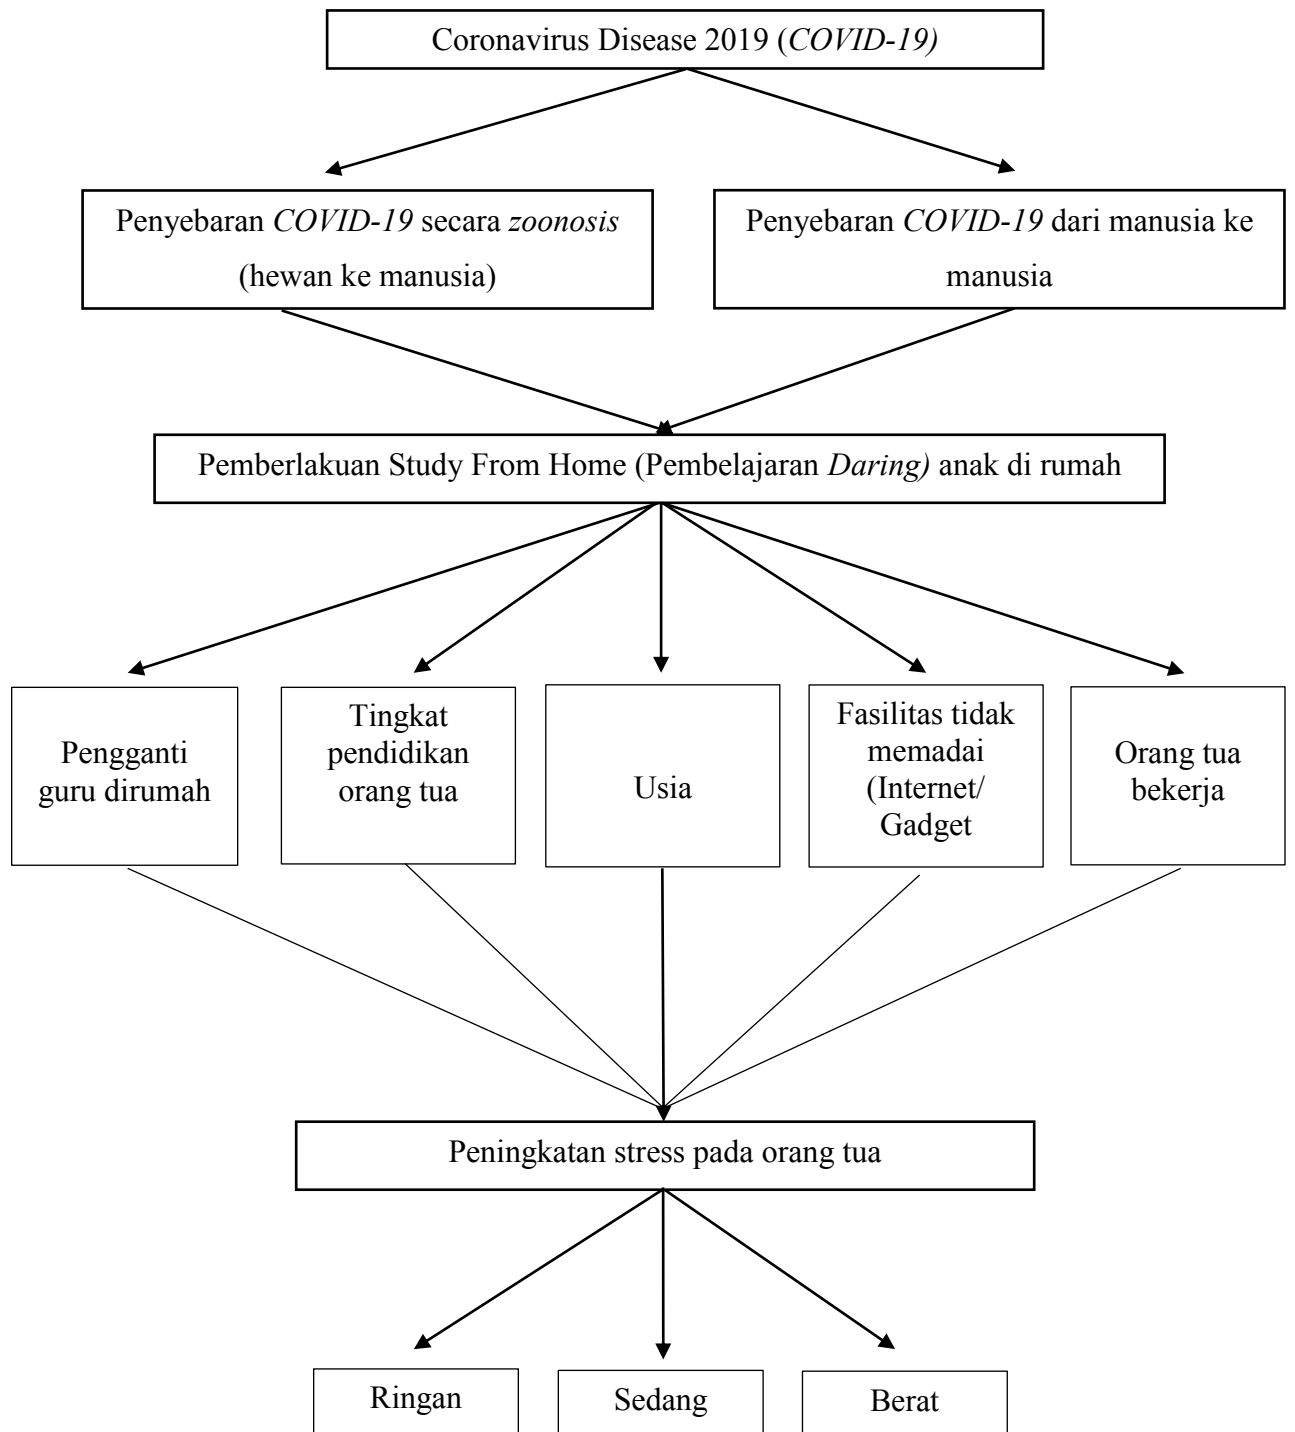 Coronavirus Disease 2019 (COVID-19)
Penyebaran COVID-19 secara zoonosis
(hewan ke manusia)
Penyebaran COVID-19 dari manusia ke
manusia
Pemberlakuan Study From Home (Pembelajaran Daring) anak di rumah
Pengganti
guru dirumah
Tingkat
pendidikan
orang tua
Usia
Fasilitas tidak
memadai
(Internet/
Gadget
Orang tua
bekerja
Peningkatan stress pada orang tua
Ringan
Sedang
Berat